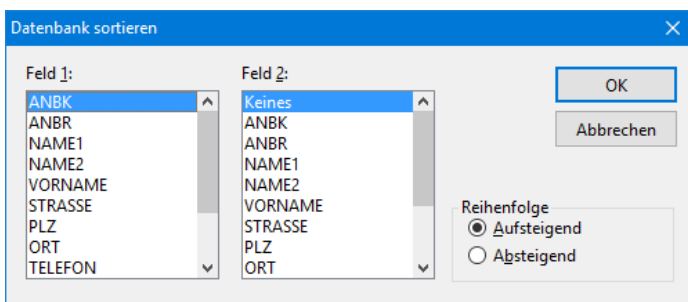 Datenbank sortieren
Feld 1:
ANBK
ANBR
NAME1
NAME2
VORNAME
STRASSE
PLZ
ORT
TELEFON
Feld 2:
Keines
ANBK
ANBR
NAME1
NAME2
VORNAME
STRASSE
PLZ
ORT
OK
Abbrechen
Reihenfolge
Aufsteigend
Absteigend